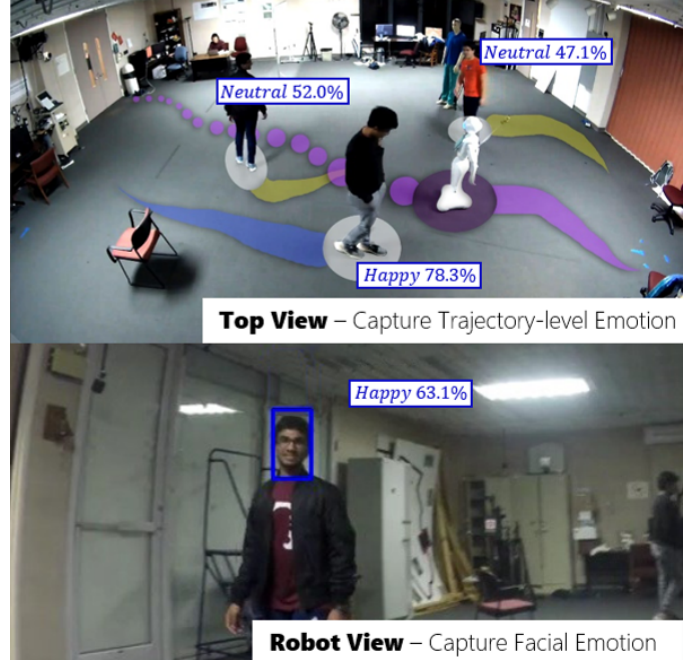 Neutral 47.1%
Neutral 52.0%
Happy 78.3%
Top View – Capture Trajectory-level Emotion
Happy 63.1%
Robot View – Capture Facial Emotion